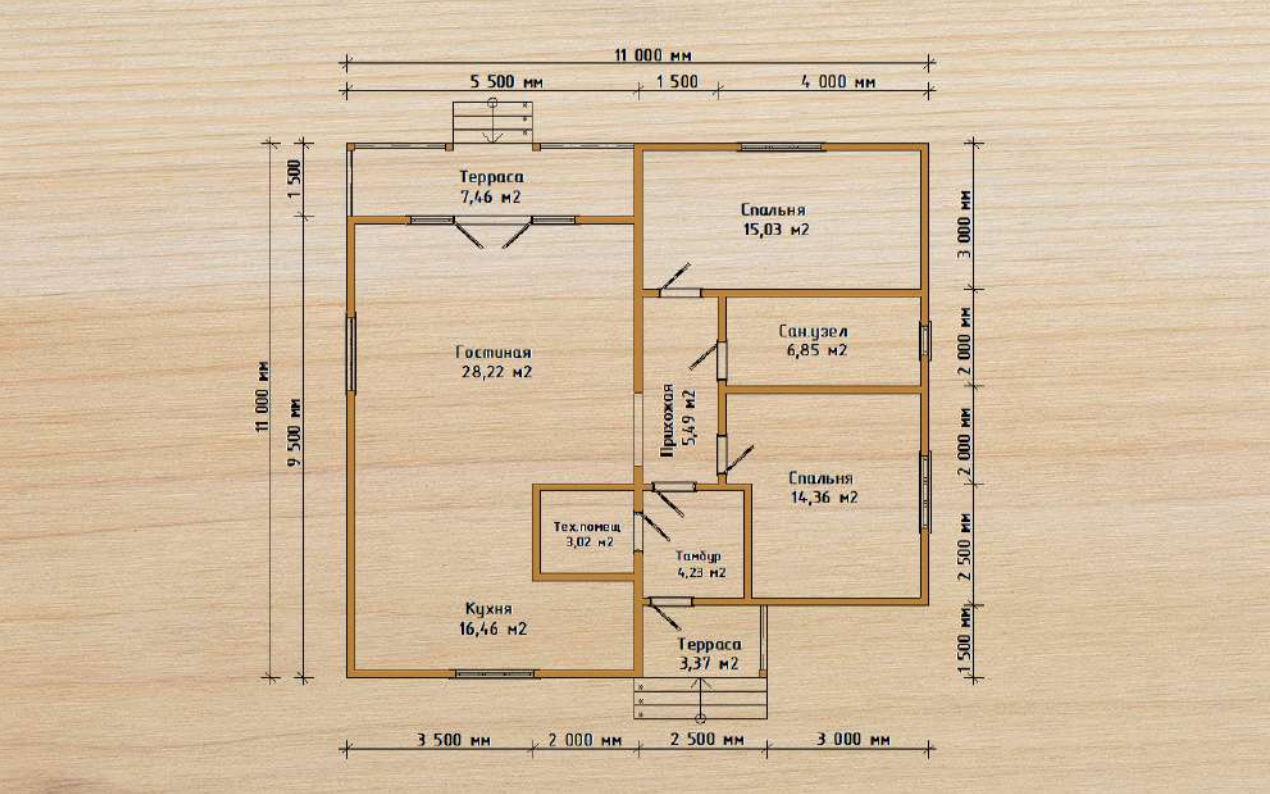 11 000 мм
5 500 мм
1 500
4 000 мм
Терраса
7,46 м2
1 500
Спальня
15,03 м2
3 000 мм
Сан.узел
6,85 м2
2 000 мм
Гостиная
28,22 м2
11 000 мм
9 500 мм
Прихожая
5,49 м2
2 000 мм
Спальня
14,36 м2
Тех.помещ
3,02 м2
Тамбур
4,23 м2
2 500 мм
Кухня
16,46 м2
Терраса
3,37 м2
1 500 мм
3 500 мм
2 000 мм
2 500 мм
3 000 мм